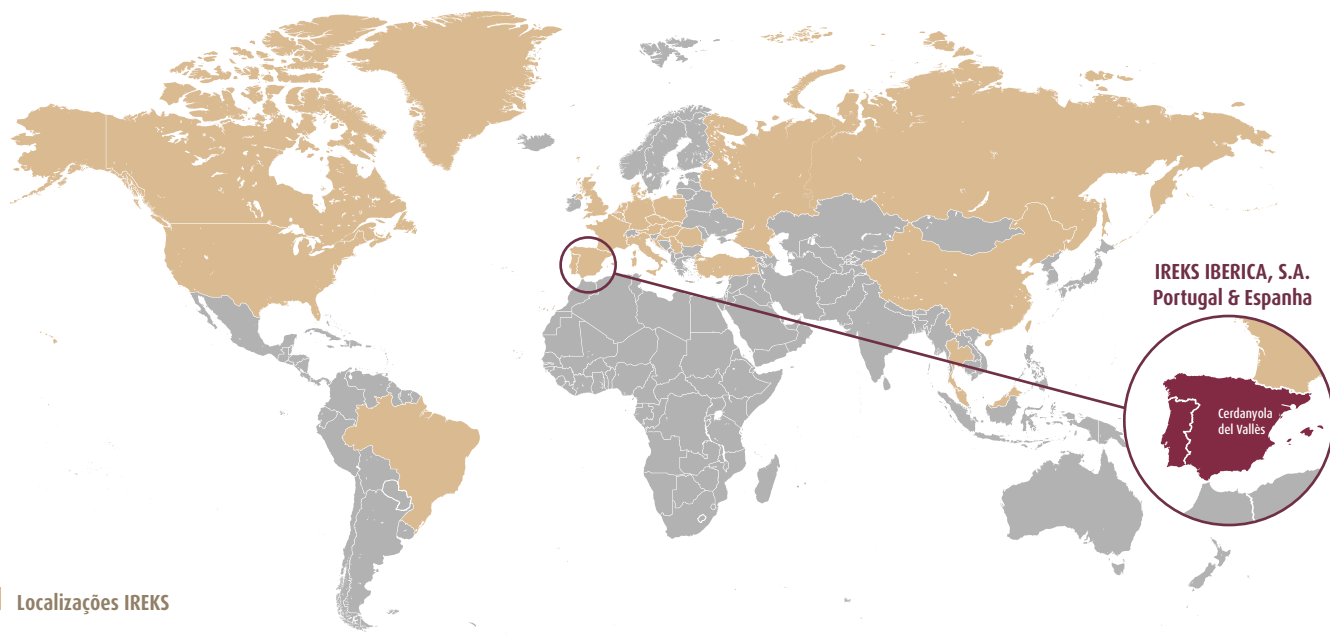 IREKS IBERICA, S.A.
Portugal & Espanha
Cerdanyola
del Vallès
Localizações IREKS